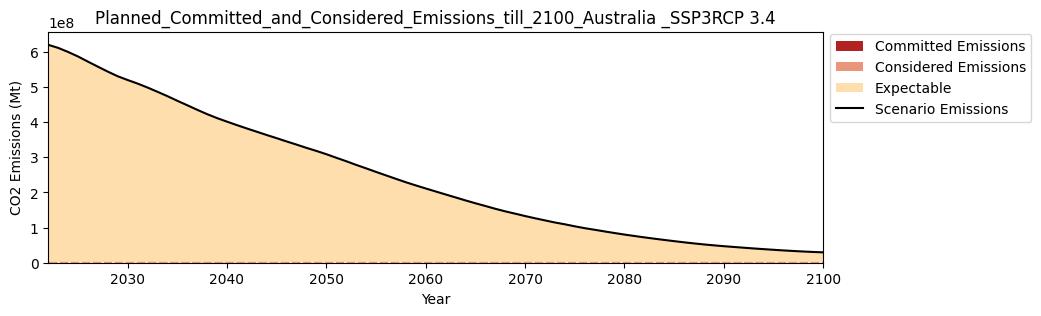 Planned_Committed_and_Considered_Emissions_till_2100_Australia _SSP3RCP 3.4
1e8
CO2 Emissions (Mt)
6
5
4
3
2
1
0
2030 2040 2050 2060 2070 2080 2090 2100
Year
Committed Emissions
Considered Emissions
Expectable
Scenario Emissions